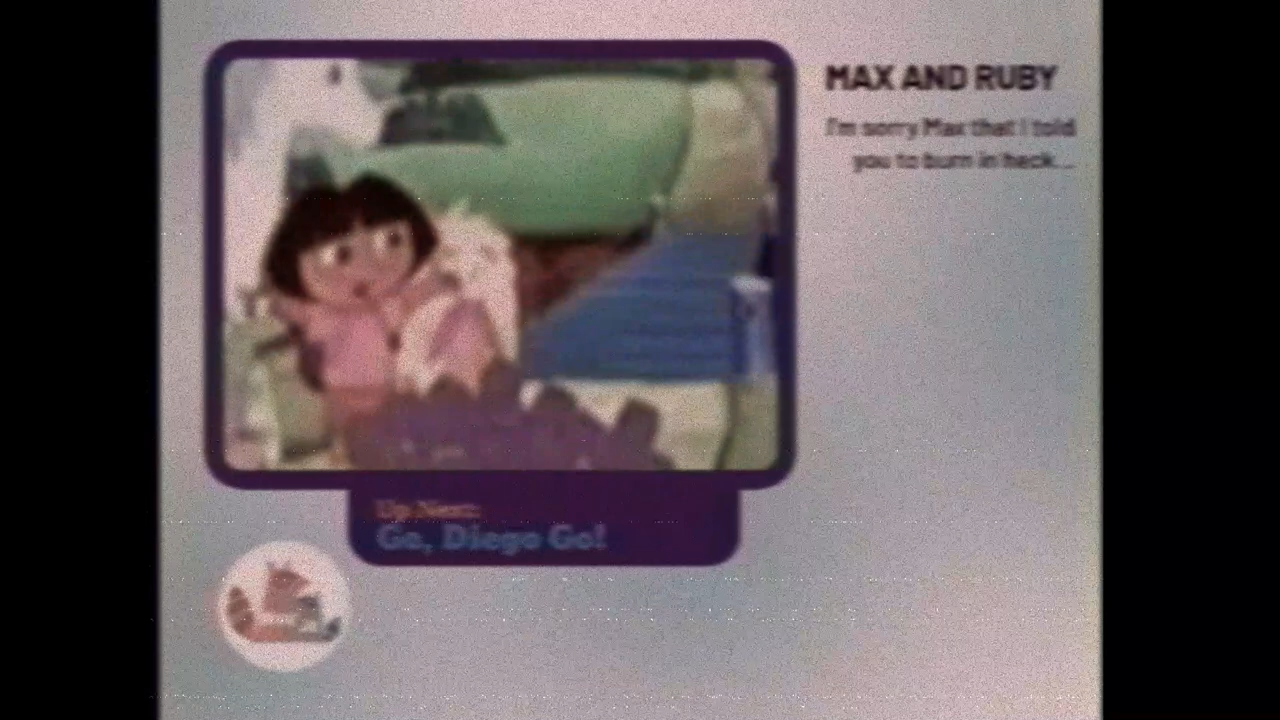 MAX AND RUBY
I'm sorry Max that I told
you to burn in heck...
Up Next:
Go, Diego Go!